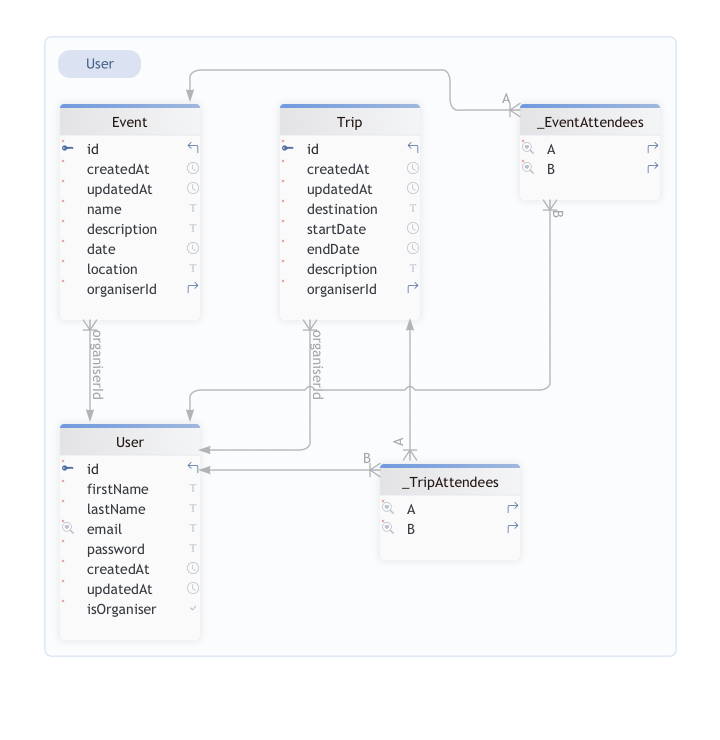 User
A
Event
Trip
_EventAttendees
id
createdAt
updatedAt
name
description
date
location
organiserId
id
createdAt
updatedAt
destination
startDate
endDate
description
organiserId
A
B
B
organiserId
organiserId
User
id
firstName
lastName
email
password
createdAt
updatedAt
isOrganiser
A
B
_TripAttendees
A
B